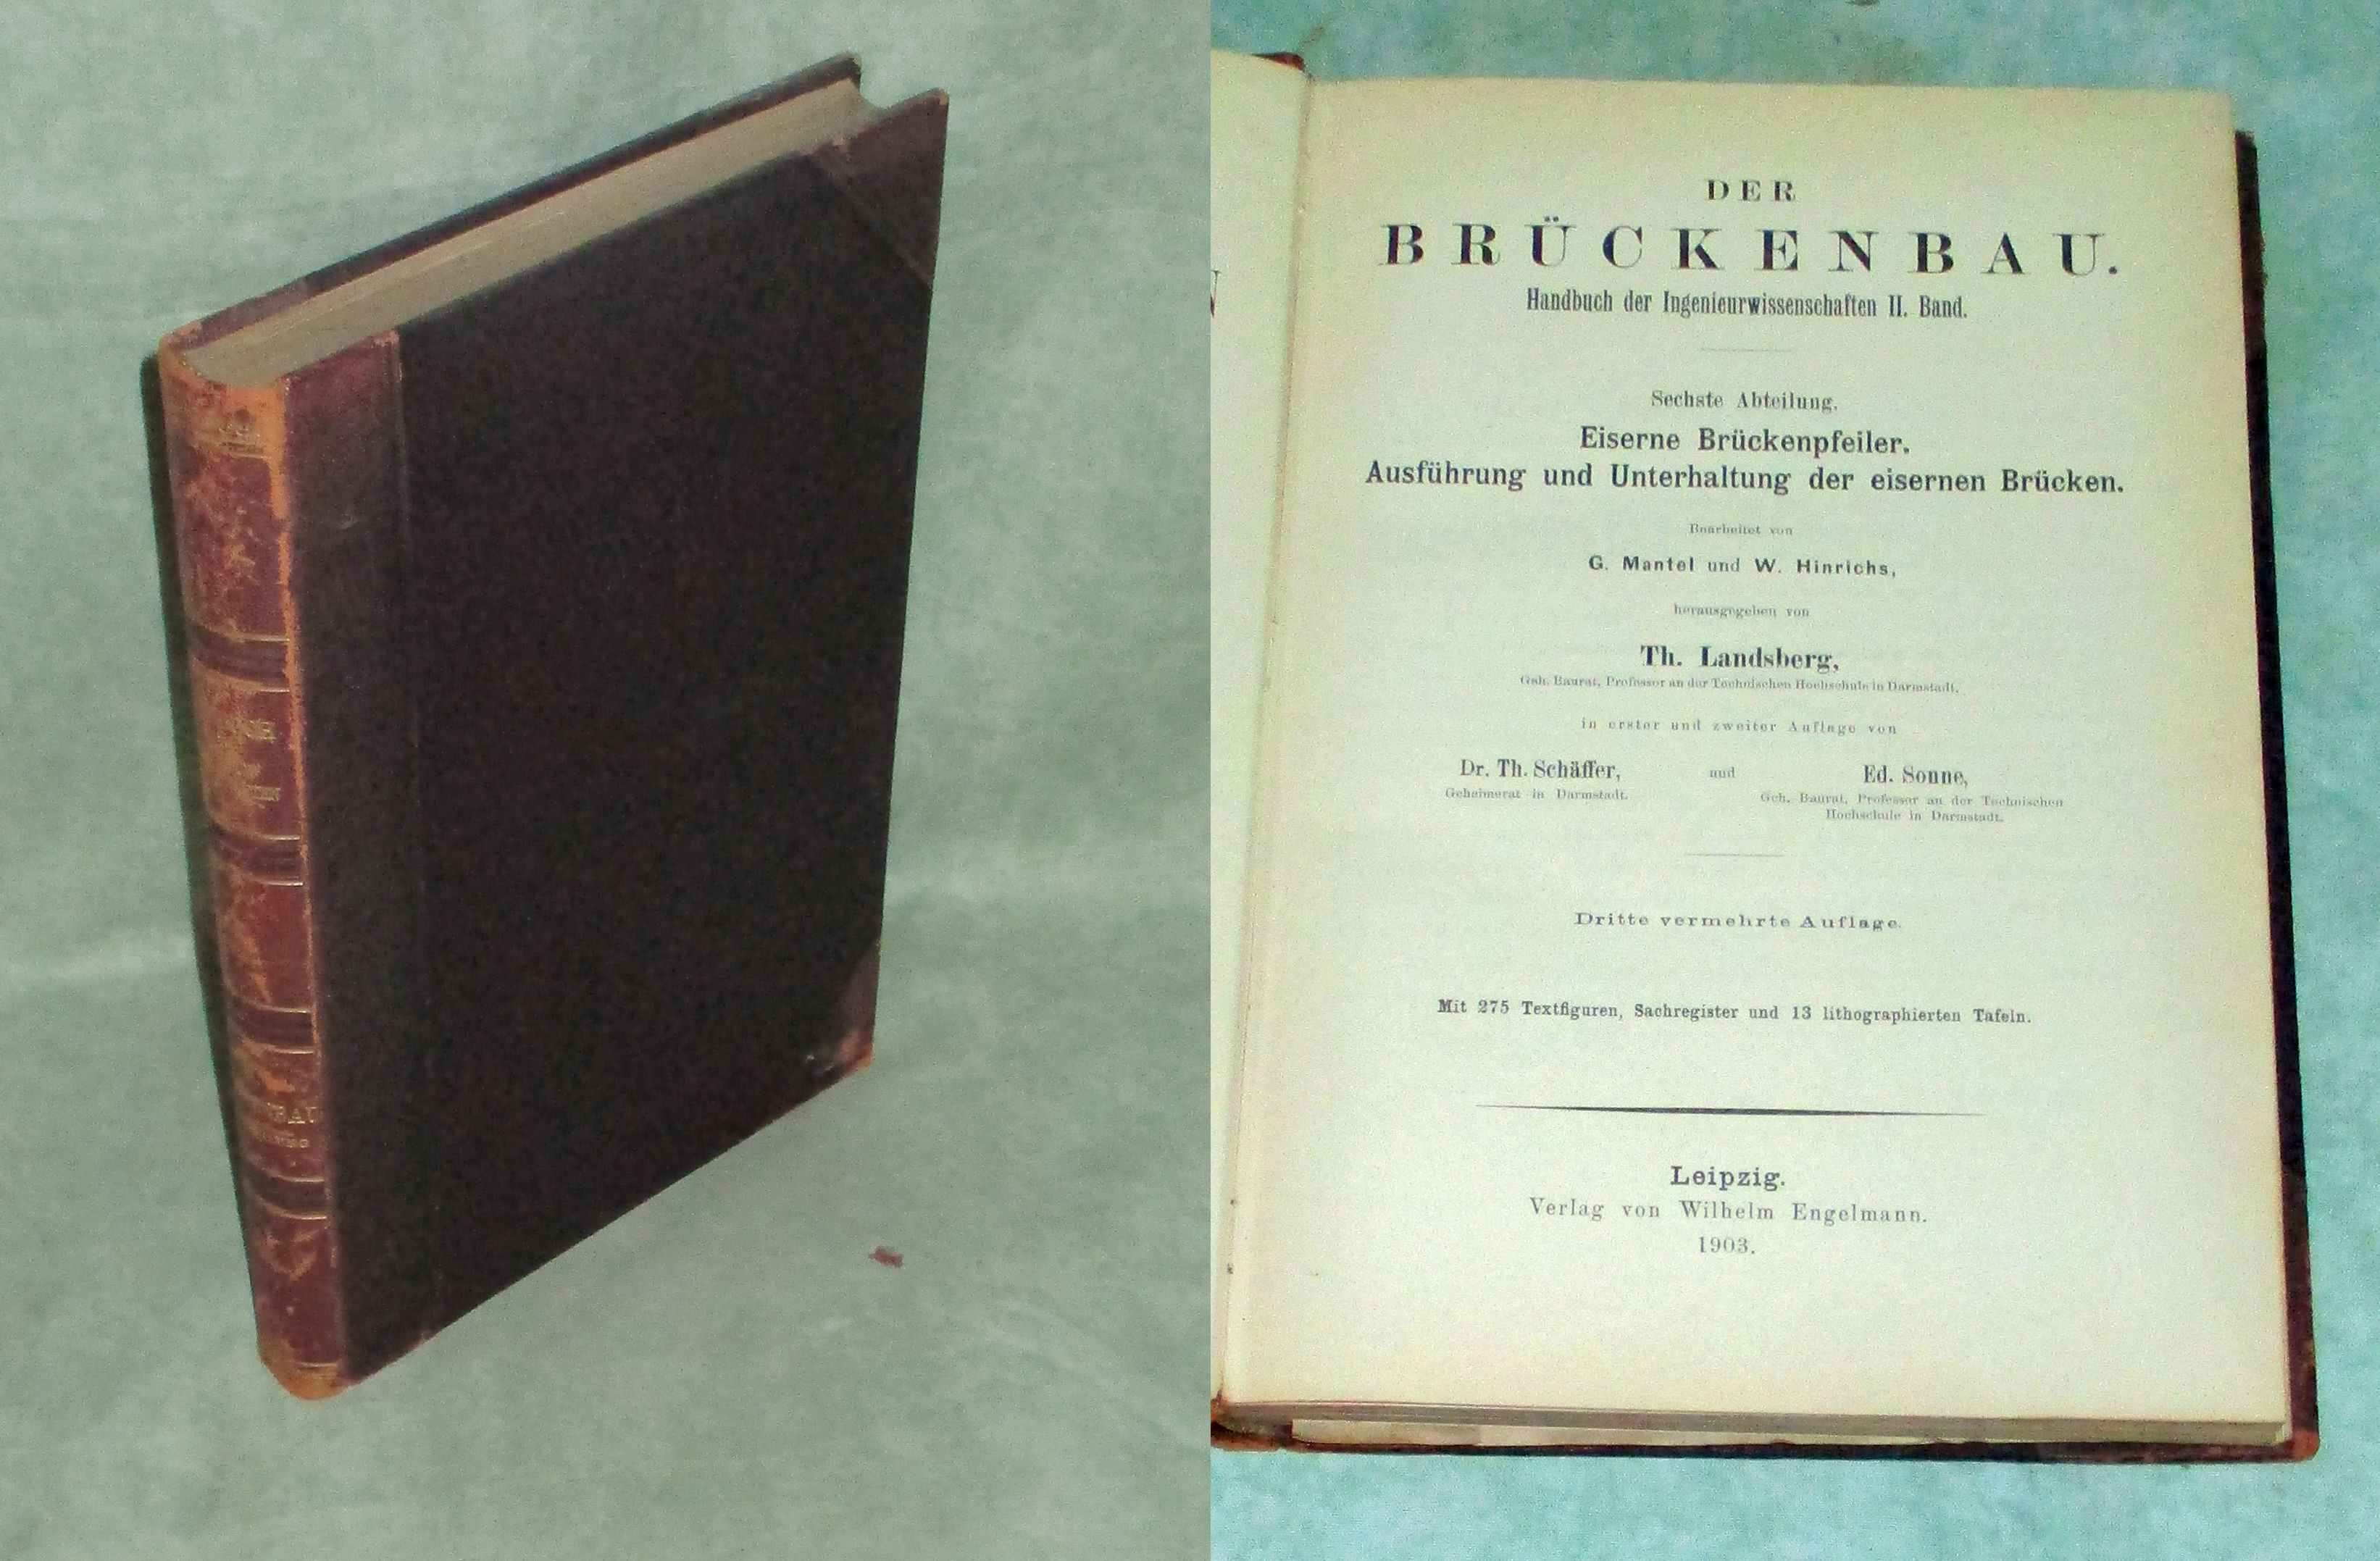 DER
BRÜCKENBAU.
Handbuch der Ingenieurwissenschaften II. Band.
Sechste Abteilung.
Eiserne Brückenpfeiler.
Ausführung und Unterhaltung der eisernen Brücken.
Bearbeitet von
G. Mantel und W. Hinrichs,
herausgegeben von
Th. Landsberg,
Geh. Baurat, Professor an der Technischen Hochschule in Darmstadt,
in erster und zweiter Auflage von
Dr. Th. Schäffer, und Ed. Sonne,
Geheimerat in Darmstadt. Geh. Baurat, Professor an der Technischen
Hochschule in Darmstadt.
Dritte vermehrte Auflage.
Mit 275 Textfiguren, Sachregister und 13 lithographierten Tafeln.
Leipzig.
Verlag von Wilhelm Engelmann.
1903.